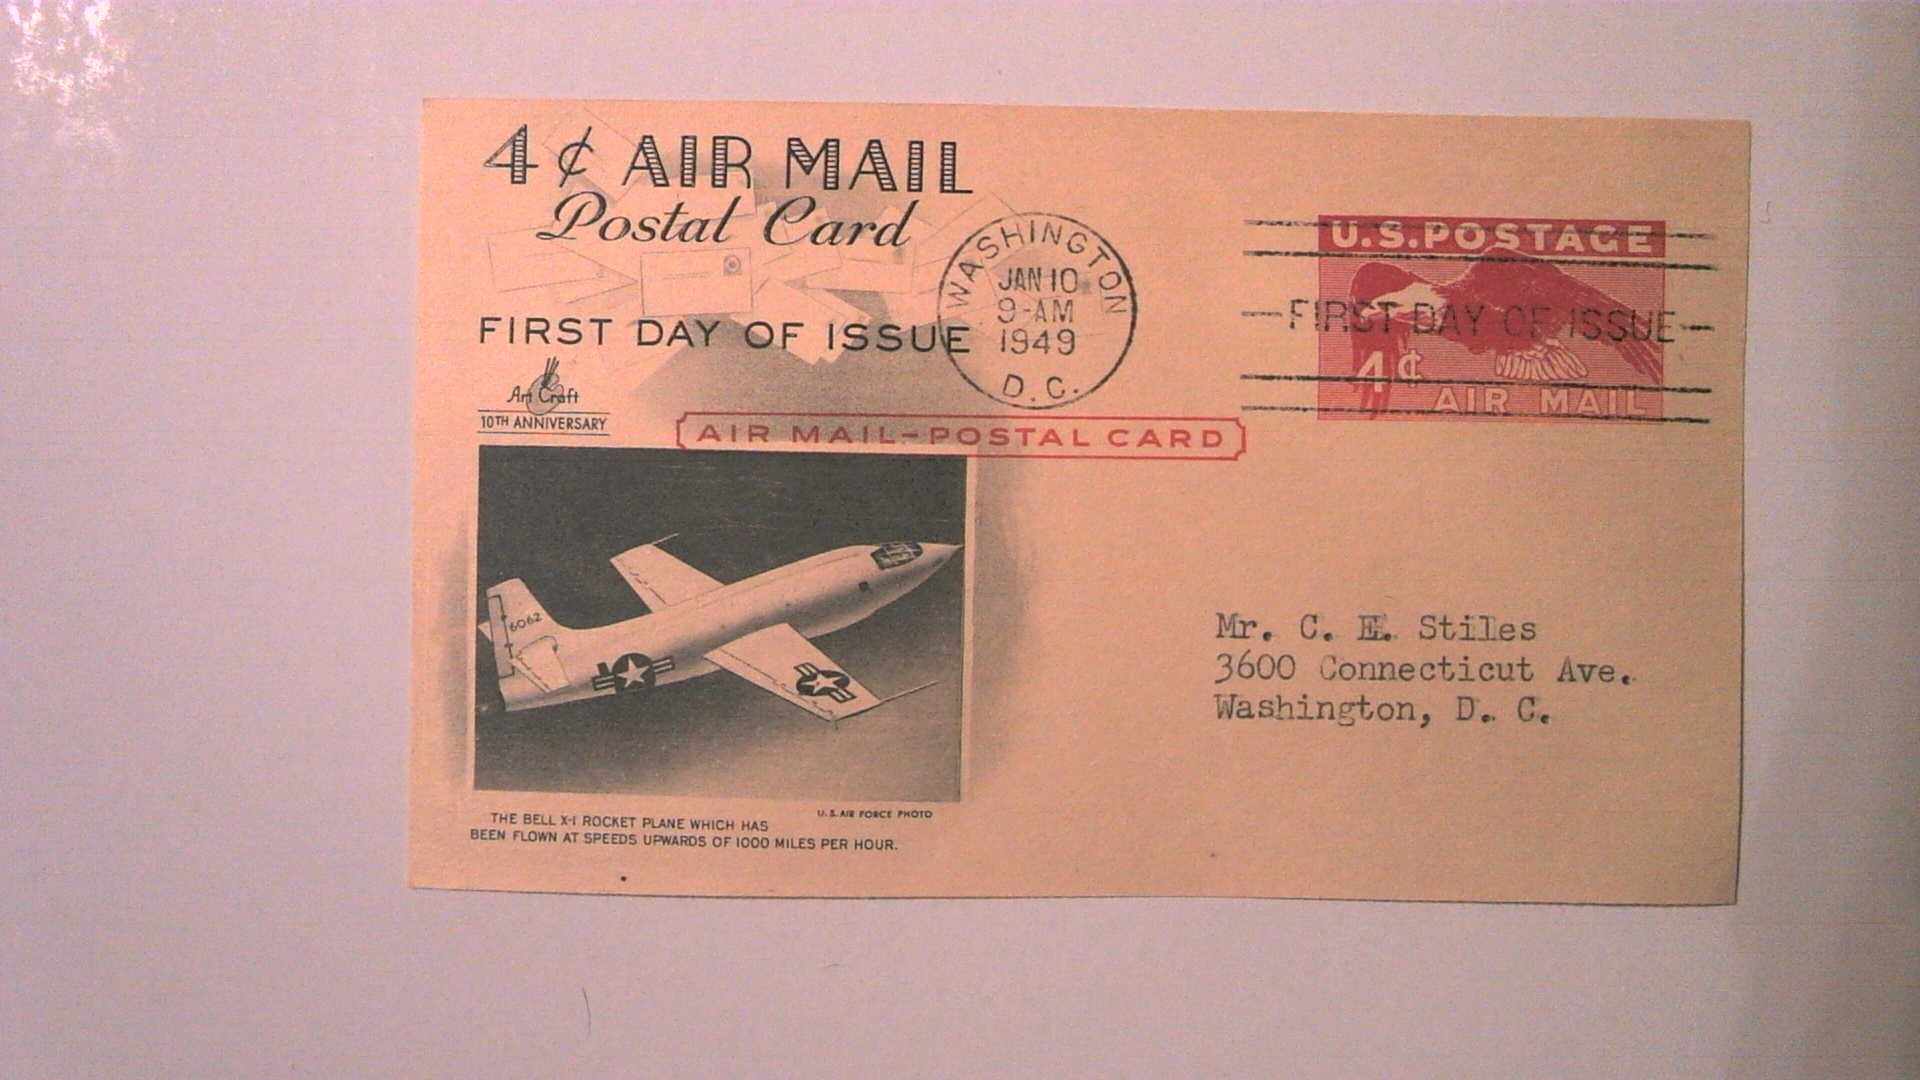 4¢ AIR MAIL
Postal Card
FIRST DAY OF ISSUE
Art Craft
10TH ANNIVERSARY
WASHINGTON
JAN 10
9-AM
1949
D.C.
U.S. POSTAGE
FIRST DAY OF ISSUE
4¢
AIR MAIL
AIR MAIL-POSTAL CARD
6062
U.S. AIR FORCE PHOTO
THE BELL X-1 ROCKET PLANE WHICH HAS
BEEN FLOWN AT SPEEDS UPWARDS OF 1000 MILES PER HOUR.
Mr. C. E. Stiles
3600 Connecticut Ave.
Washington, D. C.